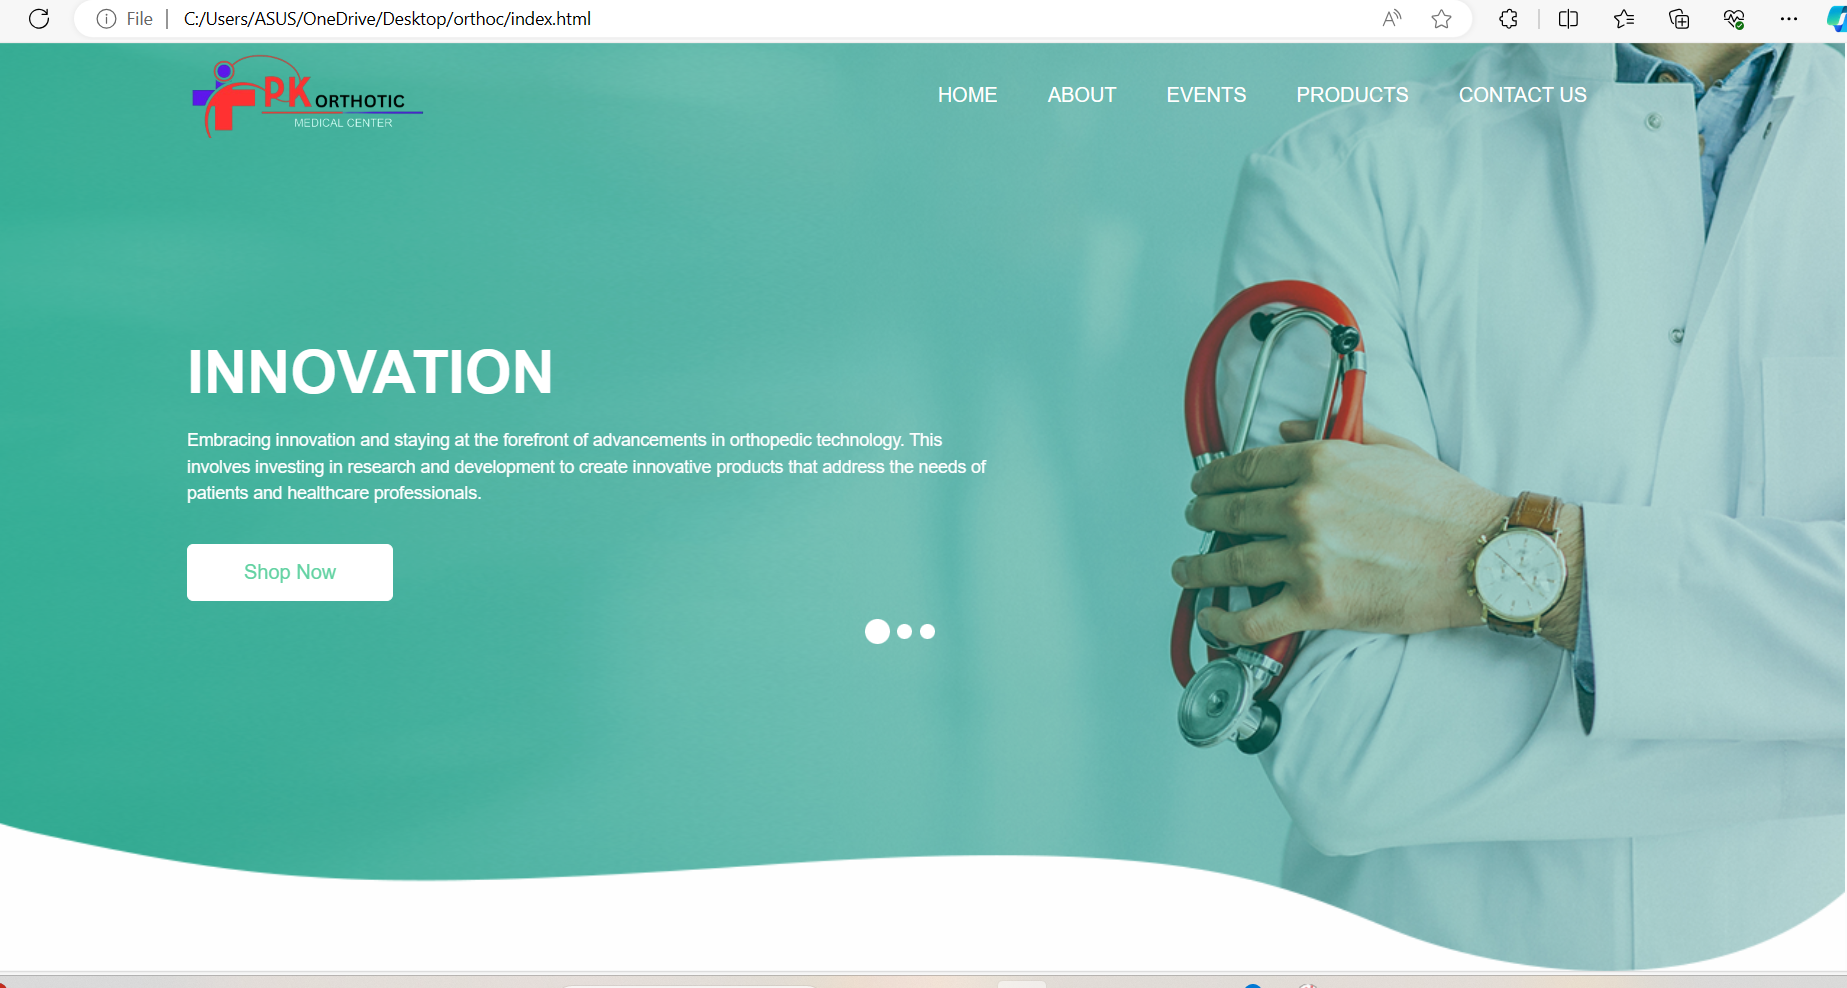 File
C:/Users/ASUS/OneDrive/Desktop/orthoc/index.html
PK ORTHOTIC
MEDICAL CENTER
HOME ABOUT EVENTS PRODUCTS CONTACT US
INNOVATION
Embracing innovation and staying at the forefront of advancements in orthopedic technology. This
involves investing in research and development to create innovative products that address the needs of
patients and healthcare professionals.
Shop Now